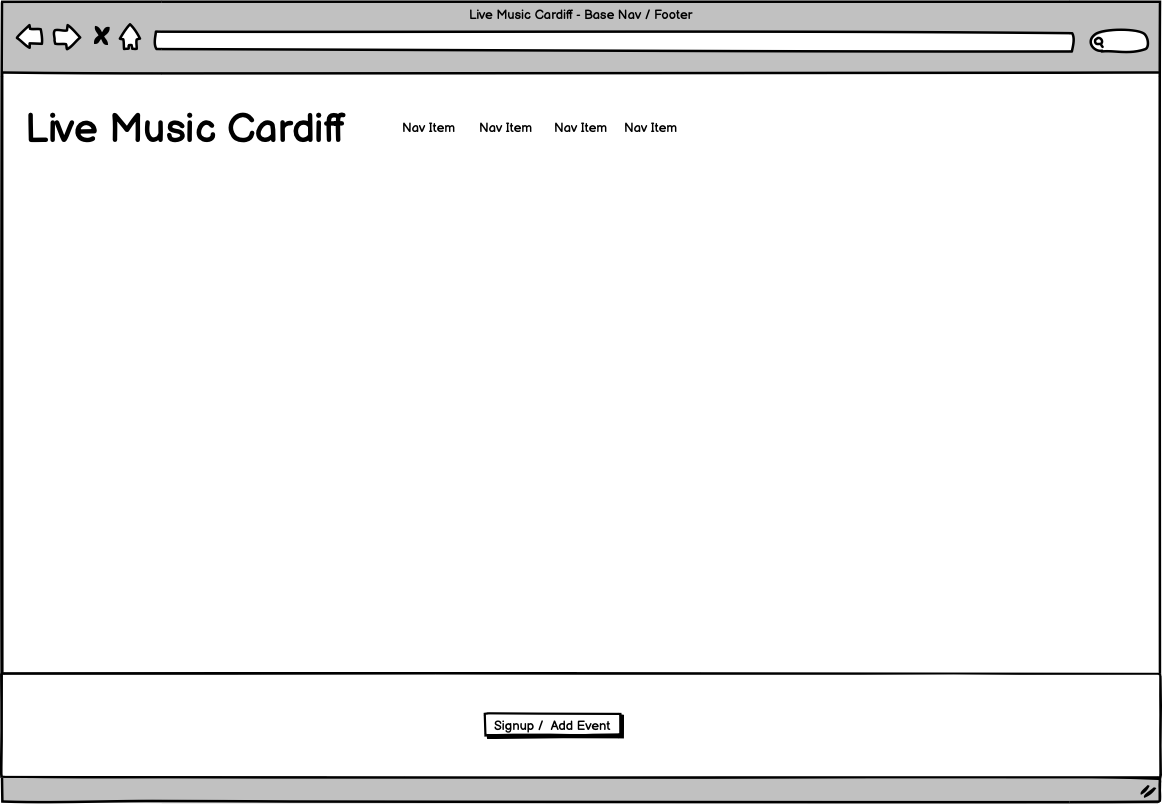 Live Music Cardiff - Base Nav / Footer
Live Music Cardiff
Nav Item Nav Item Nav Item Nav Item
Signup / Add Event